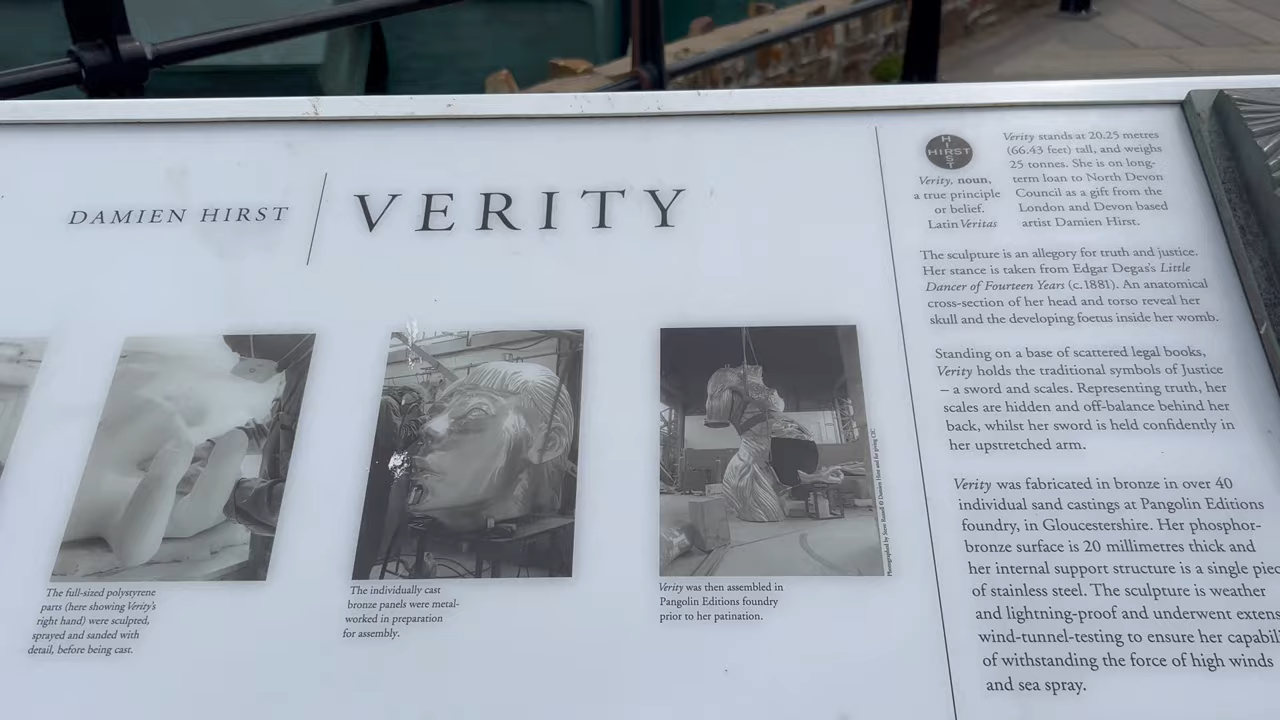 DAMIEN HIRST
VERITY
The full-sized polystyrene
parts (here showing Verity's
right hand) were sculpted,
sprayed and sanded with
detail, before being cast.
The individually cast
bronze panels were metal-
worked in preparation
for assembly.
Verity was then assembled in
Pangolin Editions foundry
prior to her patination.
HIRST
HIRST
Verity, noun,
a true principle
or belief.
Latin Veritas
Verity stands at 20.25 metres
(66.43 feet) tall, and weighs
25 tonnes. She is on long-
term loan to North Devon
Council as a gift from the
London and Devon based
artist Damien Hirst.
The sculpture is an allegory for truth and justice.
Her stance is taken from Edgar Degas's Little
Dancer of Fourteen Years (c.1881). An anatomical
cross-section of her head and torso reveal her
skull and the developing foetus inside her womb.
Standing on a base of scattered legal books,
Verity holds the traditional symbols of Justice
– a sword and scales. Representing truth, her
scales are hidden and off-balance behind her
back, whilst her sword is held confidently in
her upstretched arm.
Verity was fabricated in bronze in over 40
individual sand castings at Pangolin Editions
foundry, in Gloucestershire. Her phosphor-
bronze surface is 20 millimetres thick and
her internal support structure is a single piec
of stainless steel. The sculpture is weather
and lightning-proof and underwent extens
wind-tunnel-testing to ensure her capabil
of withstanding the force of high winds
and sea spray.